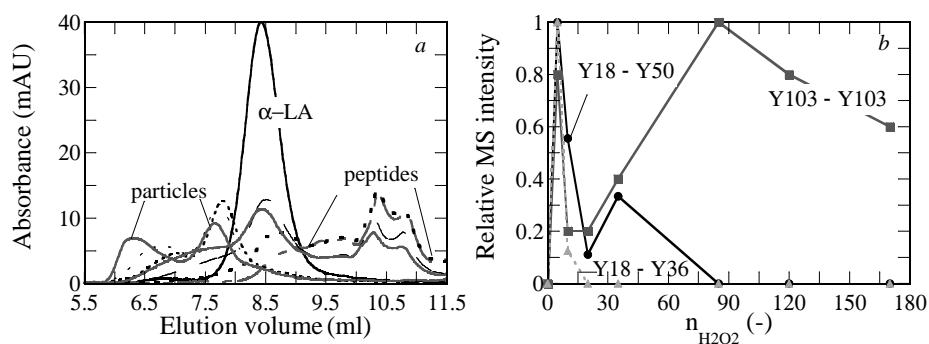 a
40
30
20
10
0
Absorbance (mAU)
α−LA
particles
peptides
5.5 6.5 7.5 8.5 9.5 10.5 11.5
Elution volume (ml)
b
1
0.8
0.6
0.4
0.2
0
Relative MS intensity
Y18 - Y50
Y103 - Y103
Y18 - Y36
0 30 60 90 120 150 180
n H2O2 (-)